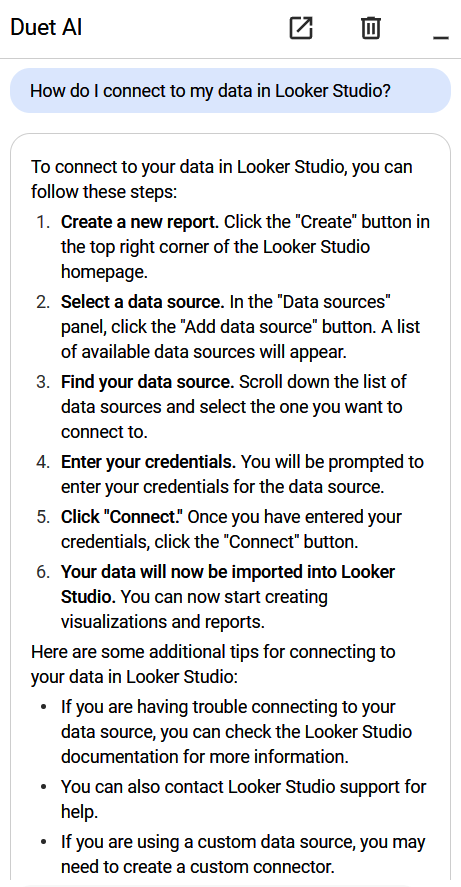 Duet AI
How do I connect to my data in Looker Studio?
To connect to your data in Looker Studio, you can
follow these steps:
1. Create a new report. Click the "Create" button in
the top right corner of the Looker Studio
homepage.
2. Select a data source. In the "Data sources"
panel, click the "Add data source" button. A list
of available data sources will appear.
3. Find your data source. Scroll down the list of
data sources and select the one you want to
connect to.
4. Enter your credentials. You will be prompted to
enter your credentials for the data source.
5. Click "Connect." Once you have entered your
credentials, click the "Connect" button.
6. Your data will now be imported into Looker
Studio. You can now start creating
visualizations and reports.
Here are some additional tips for connecting to
your data in Looker Studio:
• If you are having trouble connecting to your
data source, you can check the Looker Studio
documentation for more information.
• You can also contact Looker Studio support for
help.
• If you are using a custom data source, you may
need to create a custom connector.